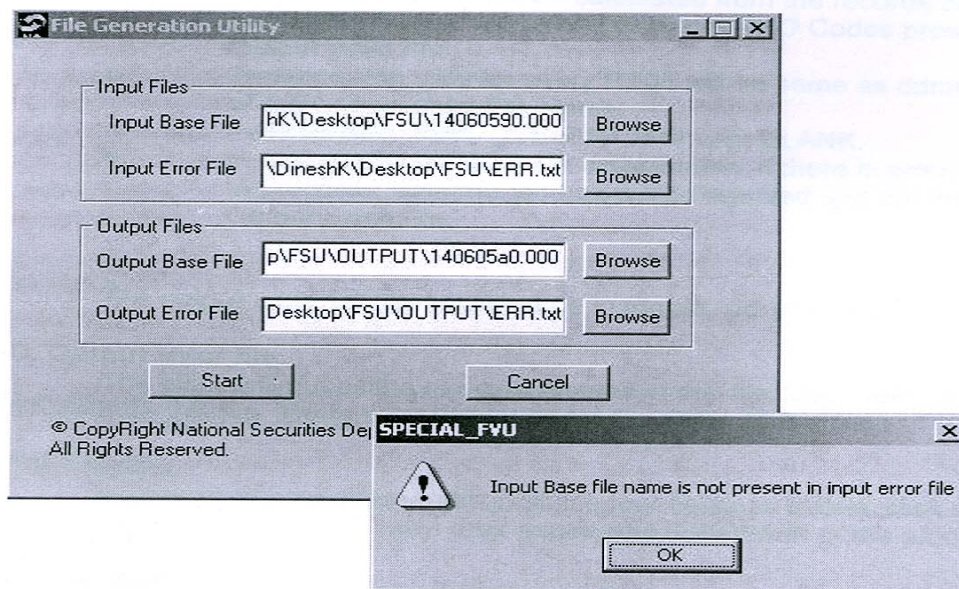 File Generation Utility
Input Files
Input Base File hK\Desktop\FSU\14060590.000 Browse
Input Error File \DineshK\Desktop\FSU\ERR.txt Browse
Output Files
Output Base File p\FSU\OUTPUT\140605a0.000 Browse
Output Error File Desktop\FSU\OUTPUT\ERR.txt Browse
Start Cancel
© CopyRight National Securities De
All Rights Reserved.
SPECIAL_FVU
Input Base file name is not present in input error file
OK